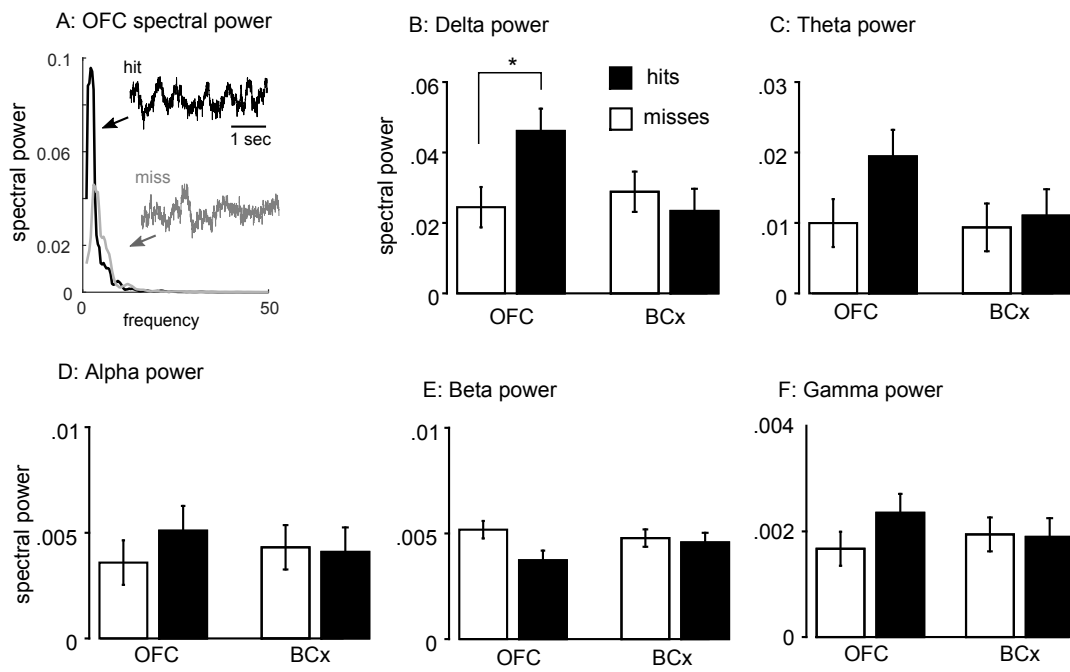 A: OFC spectral power
0.1
0.06
0.02
0
spectral power
hit
1 sec
miss
0
50
frequency
B: Delta power
.06
.04
.02
0
spectral power
*
hits
misses
OFC
BCx
C: Theta power
.03
.02
.01
0
OFC
BCx
D: Alpha power
.01
.005
0
spectral power
OFC
BCx
E: Beta power
.01
.005
0
OFC
BCx
F: Gamma power
.004
.002
0
OFC
BCx